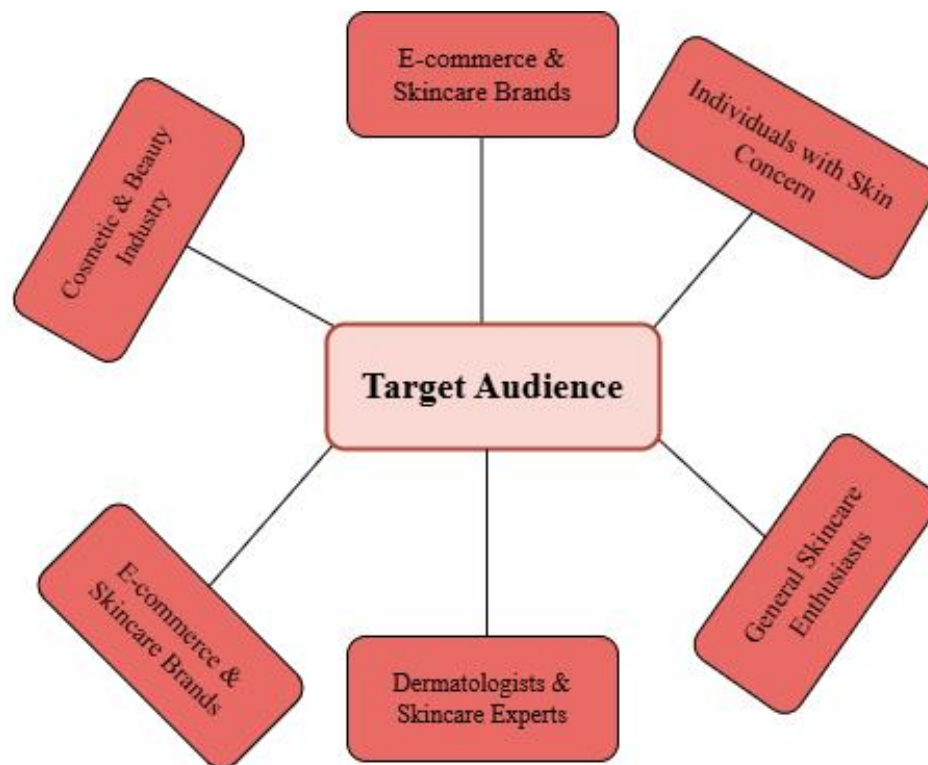 E-commerce &
Skincare Brands
Individuals with Skin
Concern
Cosmetic & Beauty
Industry
Target Audience
General Skincare
Enthusiasts
E-commerce &
Skincare Brands
Dermatologists &
Skincare Experts